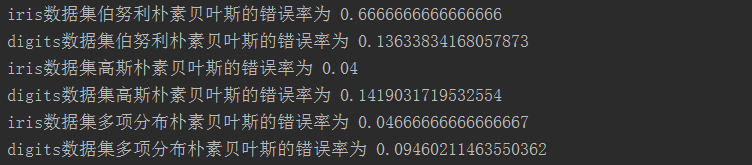 iris数据集伯努利朴素贝叶斯的错误率为 0.6666666666666666
digits数据集伯努利朴素贝叶斯的错误率为 0.13633834168057873
iris数据集高斯朴素贝叶斯的错误率为 0.04
digits数据集高斯朴素贝叶斯的错误率为 0.1419031719532554
iris数据集多项分布朴素贝叶斯的错误率为 0.04666666666666667
digits数据集多项分布朴素贝叶斯的错误率为 0.09460211463550362